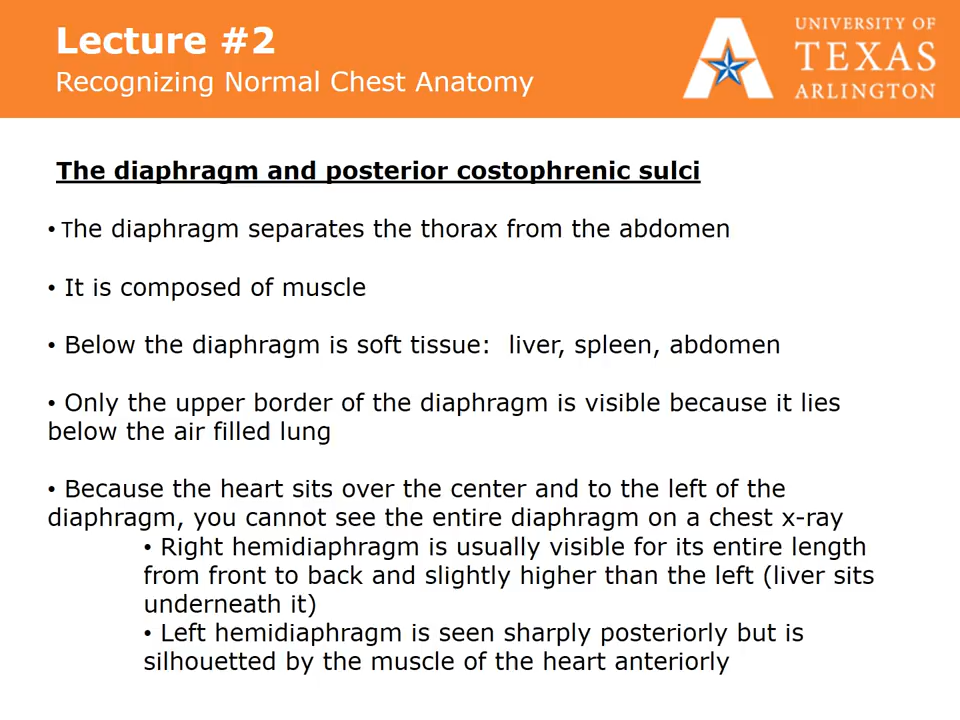 Lecture #2
Recognizing Normal Chest Anatomy
UNIVERSITY OF
TEXAS
ARLINGTON
The diaphragm and posterior costophrenic sulci
• The diaphragm separates the thorax from the abdomen
• It is composed of muscle
• Below the diaphragm is soft tissue:  liver, spleen, abdomen
• Only the upper border of the diaphragm is visible because it lies
below the air filled lung
• Because the heart sits over the center and to the left of the
diaphragm, you cannot see the entire diaphragm on a chest x-ray
• Right hemidiaphragm is usually visible for its entire length
from front to back and slightly higher than the left (liver sits
underneath it)
• Left hemidiaphragm is seen sharply posteriorly but is
silhouetted by the muscle of the heart anteriorly